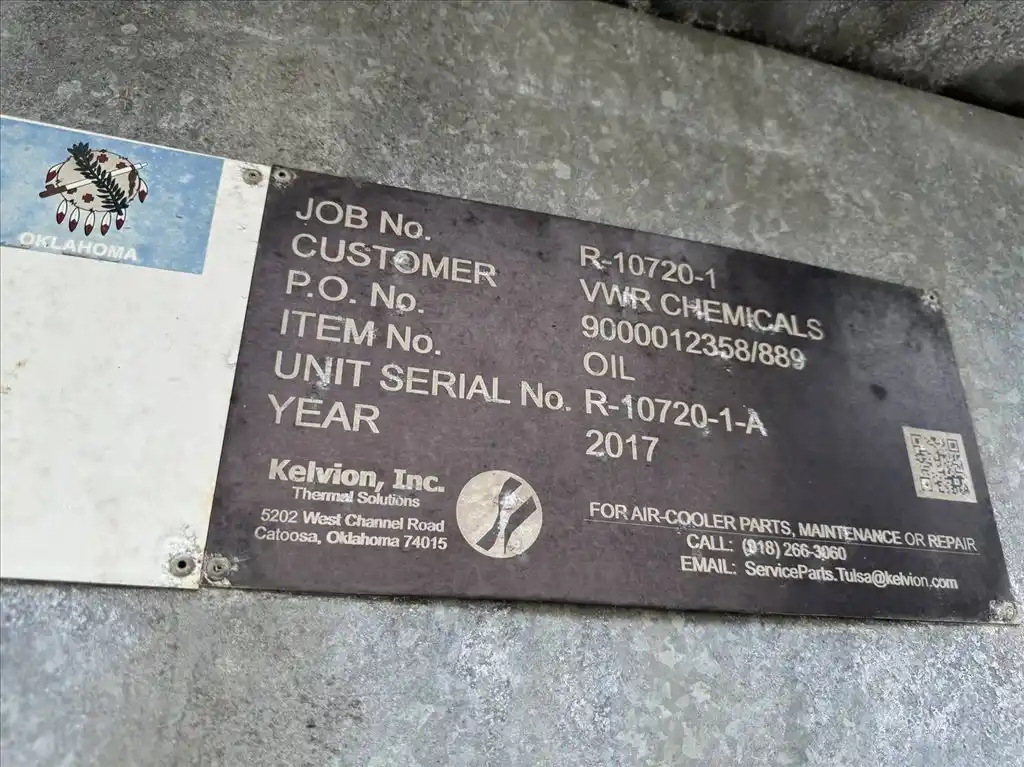 OKLAHOMA
JOB No. R-10720-1
CUSTOMER VWR CHEMICALS
P.O. No. 9000012358/889
ITEM No. OIL
UNIT SERIAL No. R-10720-1-A
YEAR 2017
Kelvion, Inc.
Thermal Solutions
5202 West Channel Road
Catoosa, Oklahoma 74015
FOR AIR-COOLER PARTS, MAINTENANCE OR REPAIR
CALL: (918) 266-3060
EMAIL: ServiceParts.Tulsa@kelvion.com